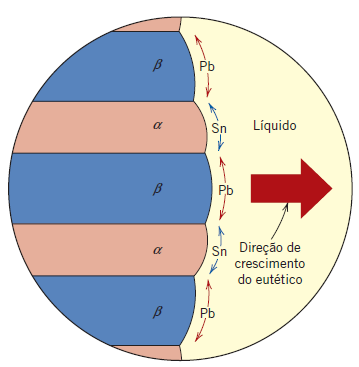 β
Pb
Sn
Líquido
α
β
Pb
Sn
Direção de
crescimento
do eutético
α
β
Pb